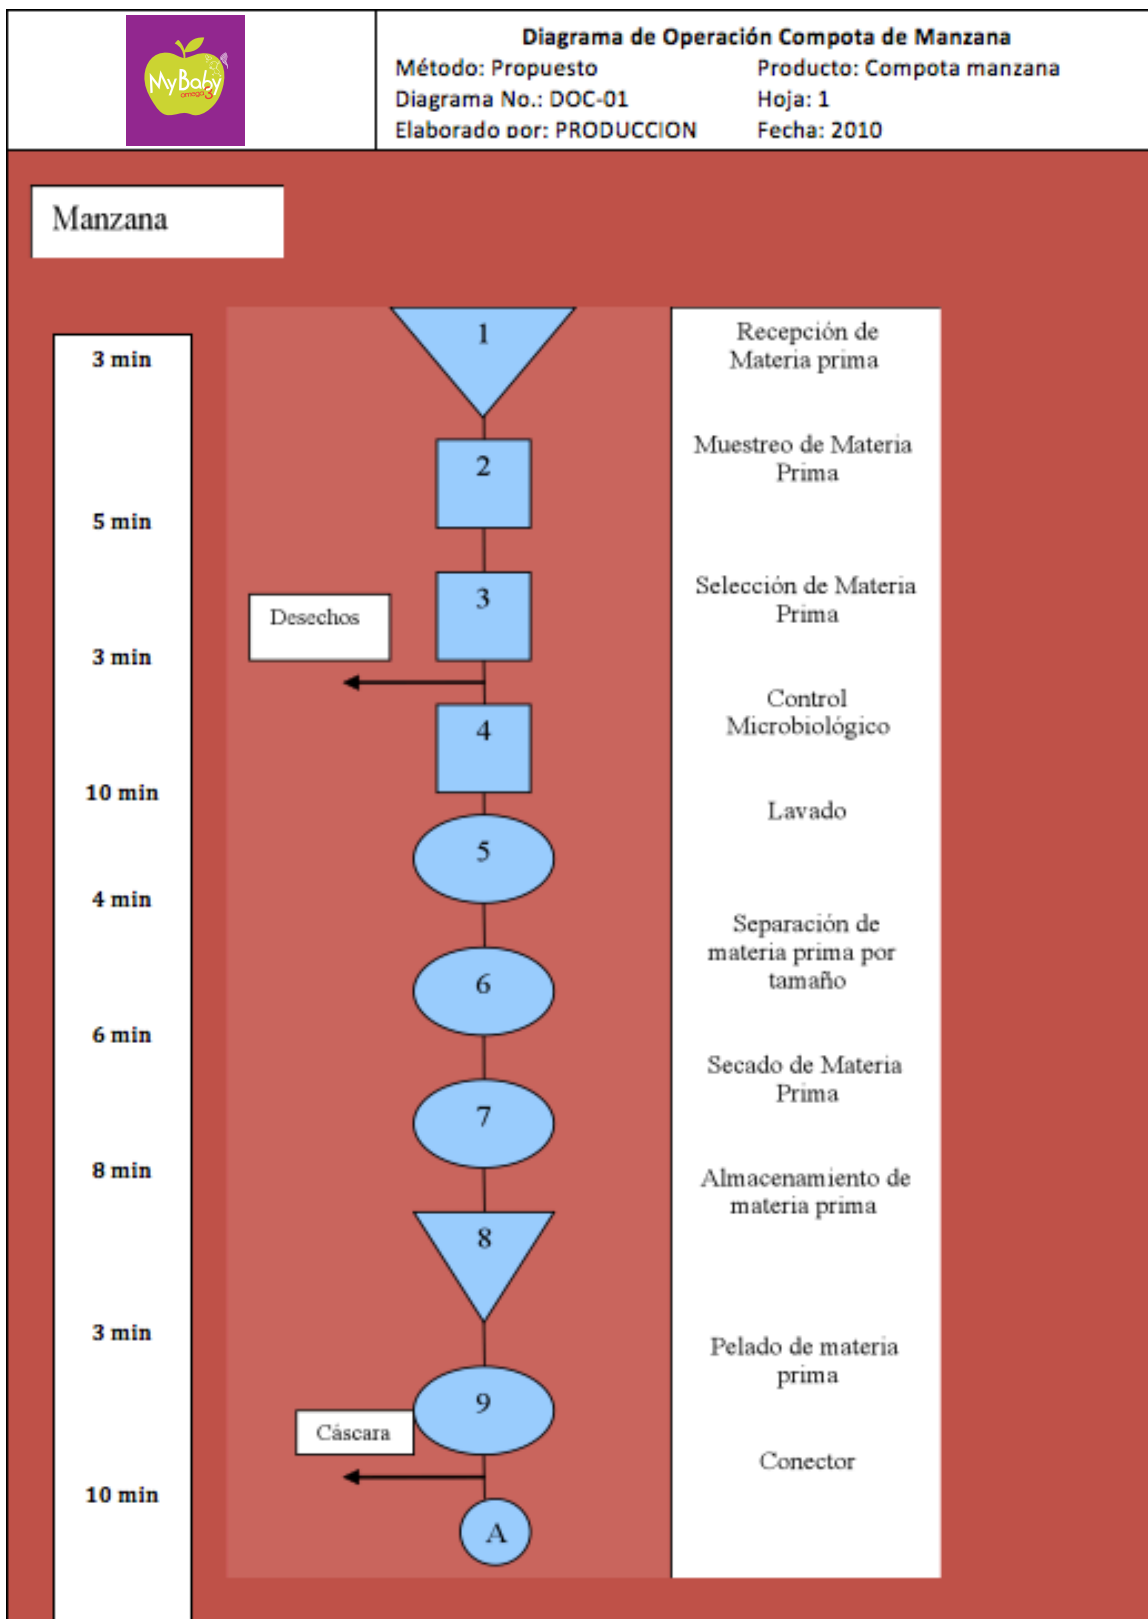 MyBaby
omega3
Diagrama de Operación Compota de Manzana
Método: Propuesto
Producto: Compota manzana
Diagrama No.: DOC-01
Hoja: 1
Elaborado por: PRODUCCION
Fecha: 2010
Manzana
3 min
1
Recepción de
Materia prima
2
Muestreo de Materia
Prima
5 min
3
Selección de Materia
Prima
Desechos
3 min
4
Control
Microbiológico
10 min
5
Lavado
4 min
6
Separación de
materia prima por
tamaño
6 min
7
Secado de Materia
Prima
8 min
8
Almacenamiento de
materia prima
3 min
9
Pelado de materia
prima
Cáscara
Conector
10 min
A